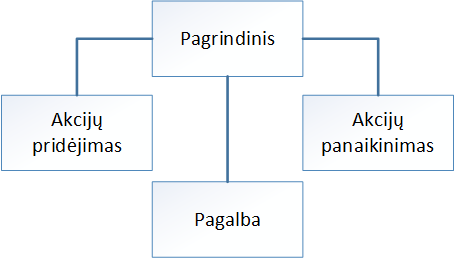 Pagrindinis
Akcijų
pridėjimas
Akcijų
panaikinimas
Pagalba